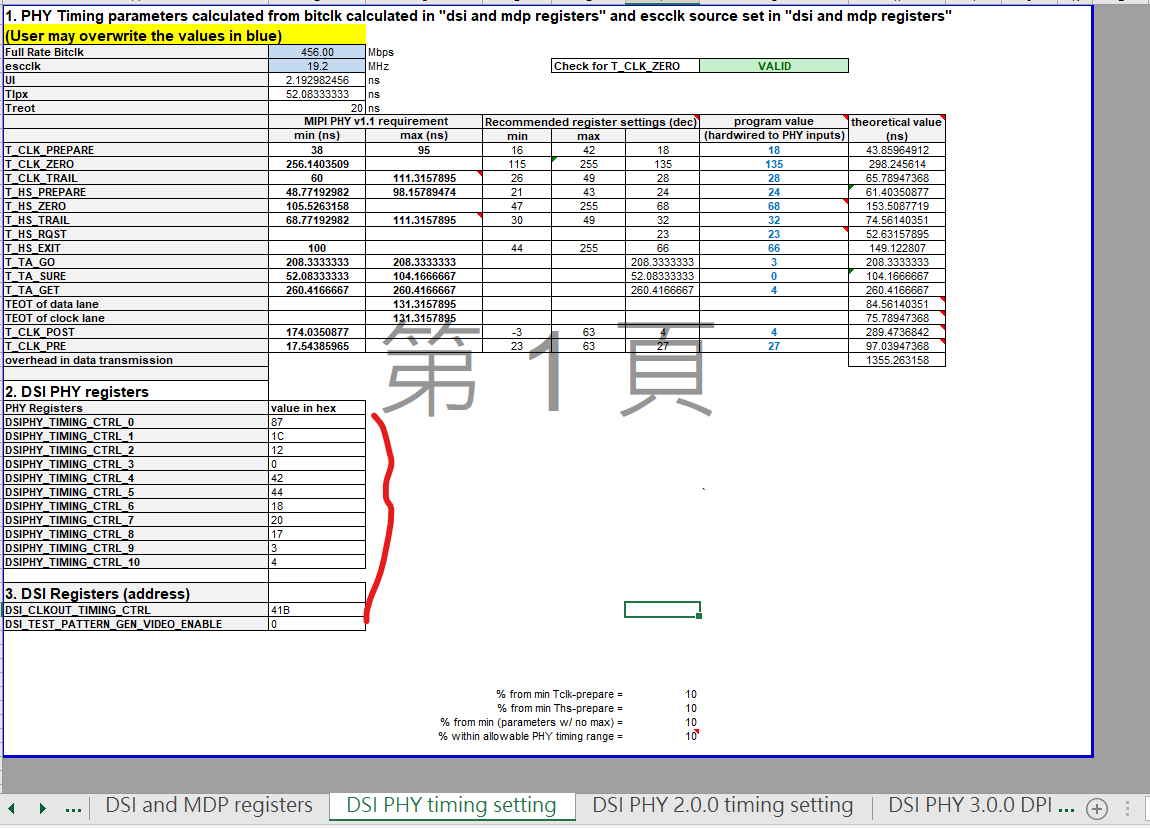 1. PHY Timing parameters calculated from bitclk calculated in "dsi and mdp registers" and escclk source set in "dsi and mdp registers"
(User may overwrite the values in blue)
Full Rate Bitclk 456.00 Mbps
escclk 19.2 MHz
Check for T_CLK_ZERO VALID
UI 2.192982456 ns
Tlpx 52.08333333 ns
Treot 20 ns
MIPI PHY v1.1 requirement Recommended register settings (dec) program value theoretical value
min (ns) max (ns) min max (hardwired to PHY inputs) (ns)
T_CLK_PREPARE 38 95 16 42 18 18 43.85964912
T_CLK_ZERO 256.1403509 115 255 135 135 298.245614
T_CLK_TRAIL 60 111.3157895 26 49 28 28 65.78947368
T_HS_PREPARE 48.77192982 98.15789474 21 43 24 24 61.40350877
T_HS_ZERO 105.5263158 47 255 68 68 153.5087719
T_HS_TRAIL 68.77192982 111.3157895 30 49 32 32 74.56140351
T_HS_RQST 23 23 52.63157895
T_HS_EXIT 100 44 255 66 66 149.122807
T_TA_GO 208.3333333 208.3333333 208.3333333 3 208.3333333
T_TA_SURE 52.08333333 104.1666667 52.08333333 0 104.1666667
T_TA_GET 260.4166667 260.4166667 260.4166667 4 260.4166667
TEOT of data lane 131.3157895 84.56140351
TEOT of clock lane 131.3157895 75.78947368
T_CLK_POST 174.0350877 -3 63 4 4 289.4736842
T_CLK_PRE 17.54385965 23 63 27 27 97.03947368
overhead in data transmission 1355.263158
第 1 頁
2. DSI PHY registers
PHY Registers value in hex
DSIPHY_TIMING_CTRL_0 87
DSIPHY_TIMING_CTRL_1 1C
DSIPHY_TIMING_CTRL_2 12
DSIPHY_TIMING_CTRL_3 0
DSIPHY_TIMING_CTRL_4 42
DSIPHY_TIMING_CTRL_5 44
DSIPHY_TIMING_CTRL_6 18
DSIPHY_TIMING_CTRL_7 20
DSIPHY_TIMING_CTRL_8 17
DSIPHY_TIMING_CTRL_9 3
DSIPHY_TIMING_CTRL_10 4
3. DSI Registers (address)
DSI_CLKOUT_TIMING_CTRL 41B
DSI_TEST_PATTERN_GEN_VIDEO_ENABLE 0
% from min Tclk-prepare = 10
% from min Ths-prepare = 10
% from min (parameters w/ no max) = 10
% within allowable PHY timing range = 10
... DSI and MDP registers DSI PHY timing setting DSI PHY 2.0.0 timing setting DSI PHY 3.0.0 DPI ...